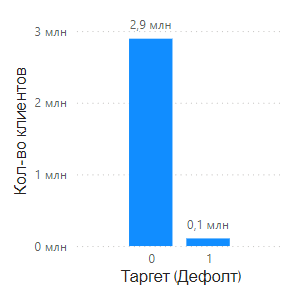 2,9 млн
3 млн
2 млн
1 млн
0 млн
0,1 млн
0
1
Кол-во клиентов
Таргет (Дефолт)